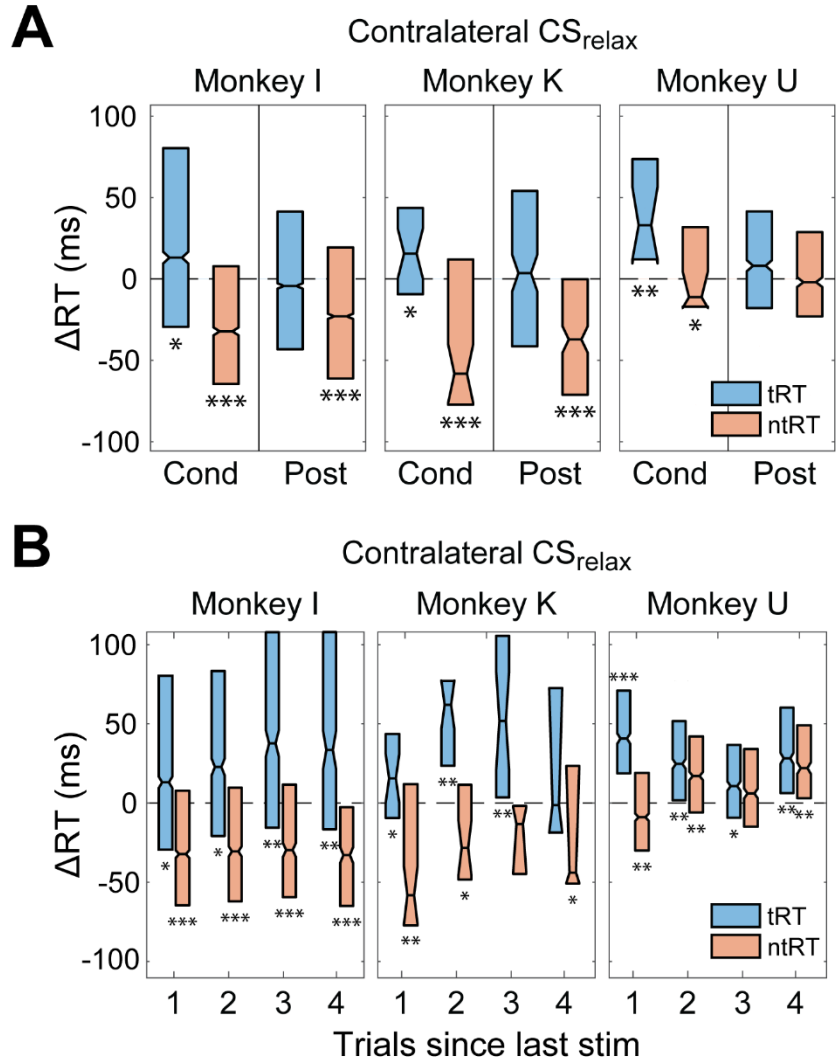 A
Contralateral CSrelax
Monkey I Monkey K Monkey U
100
50
0
-50
-100
ΔRT (ms)
* *** *** * *** *** ** *
tRT
ntRT
Cond Post Cond Post Cond Post
B
Contralateral CSrelax
Monkey I Monkey K Monkey U
100
50
0
-50
-100
ΔRT (ms)
* *** * *** ** *** ** *** * ** ** * ** * *** ** ** ** * ** **
tRT
ntRT
1 2 3 4 1 2 3 4 1 2 3 4
Trials since last stim